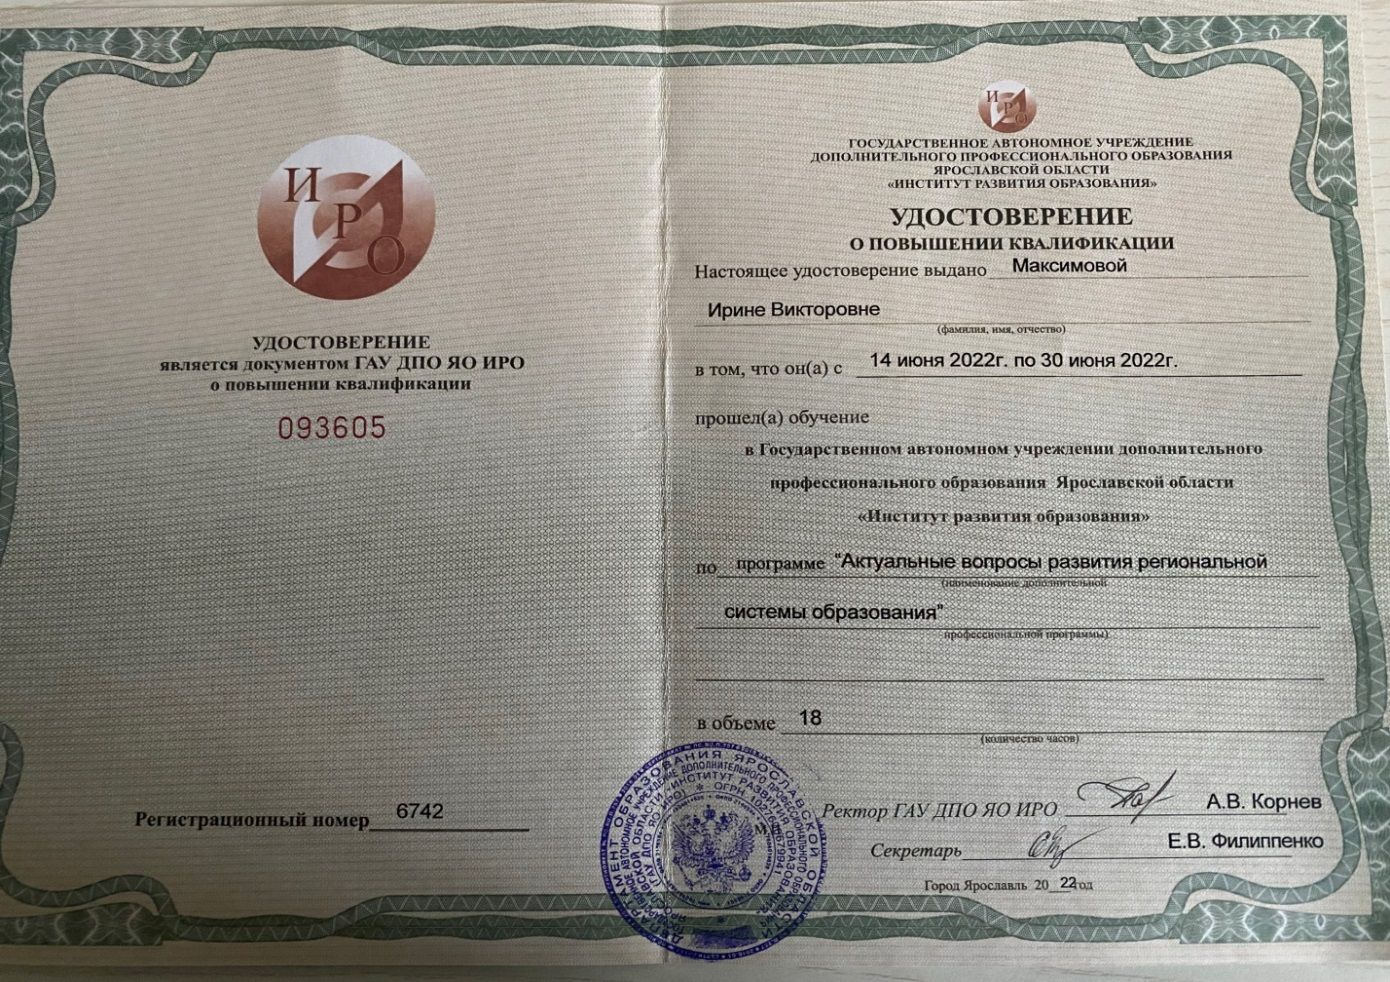 И
Р
О
УДОСТОВЕРЕНИЕ
является документом ГАУ ДПО ЯО ИРО
о повышении квалификации
093605
Регистрационный номер 6742
И
Р
О
ГОСУДАРСТВЕННОЕ АВТОНОМНОЕ УЧРЕЖДЕНИЕ
ДОПОЛНИТЕЛЬНОГО ПРОФЕССИОНАЛЬНОГО ОБРАЗОВАНИЯ
ЯРОСЛАВСКОЙ ОБЛАСТИ
«ИНСТИТУТ РАЗВИТИЯ ОБРАЗОВАНИЯ»
УДОСТОВЕРЕНИЕ
О ПОВЫШЕНИИ КВАЛИФИКАЦИИ
Настоящее удостоверение выдано Максимовой
Ирине Викторовне
(фамилия, имя, отчество)
в том, что он(а) с 14 июня 2022г. по 30 июня 2022г.
прошел(а) обучение
в Государственном автономном учреждении дополнительного
профессионального образования Ярославской области
«Институт развития образования»
по программе "Актуальные вопросы развития региональной
(наименование дополнительной
системы образования"
профессиональной программы)
в объеме 18
(количество часов)
М.П.
Ректор ГАУ ДПО ЯО ИРО А.В. Корнев
Секретарь Е.В. Филиппенко
Город Ярославль 20 22 год
ДЕПАРТАМЕНТ ОБРАЗОВАНИЯ ЯРОСЛАВСКОЙ ОБЛАСТИ